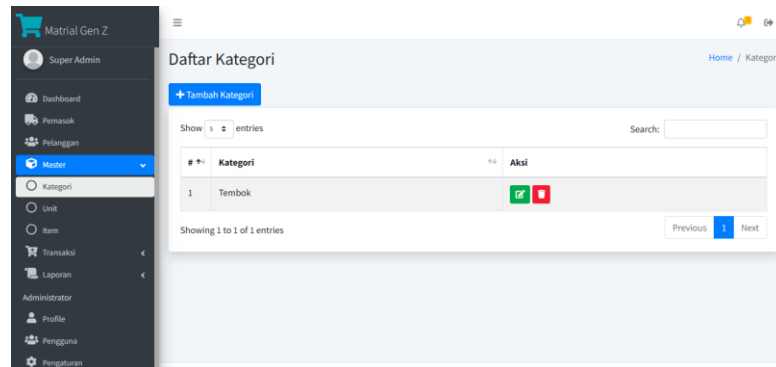 Matrial Gen Z
Super Admin
Dashboard
Pemasok
Pelanggan
Master
Kategori
Unit
Item
Transaksi
Laporan
Administrator
Profile
Pengguna
Pengaturan
Daftar Kategori
Home / Kategor
Tambah Kategori
Show 5 entries
Search:
# Kategori Aksi
1 Tembok
Showing 1 to 1 of 1 entries
Previous 1 Next